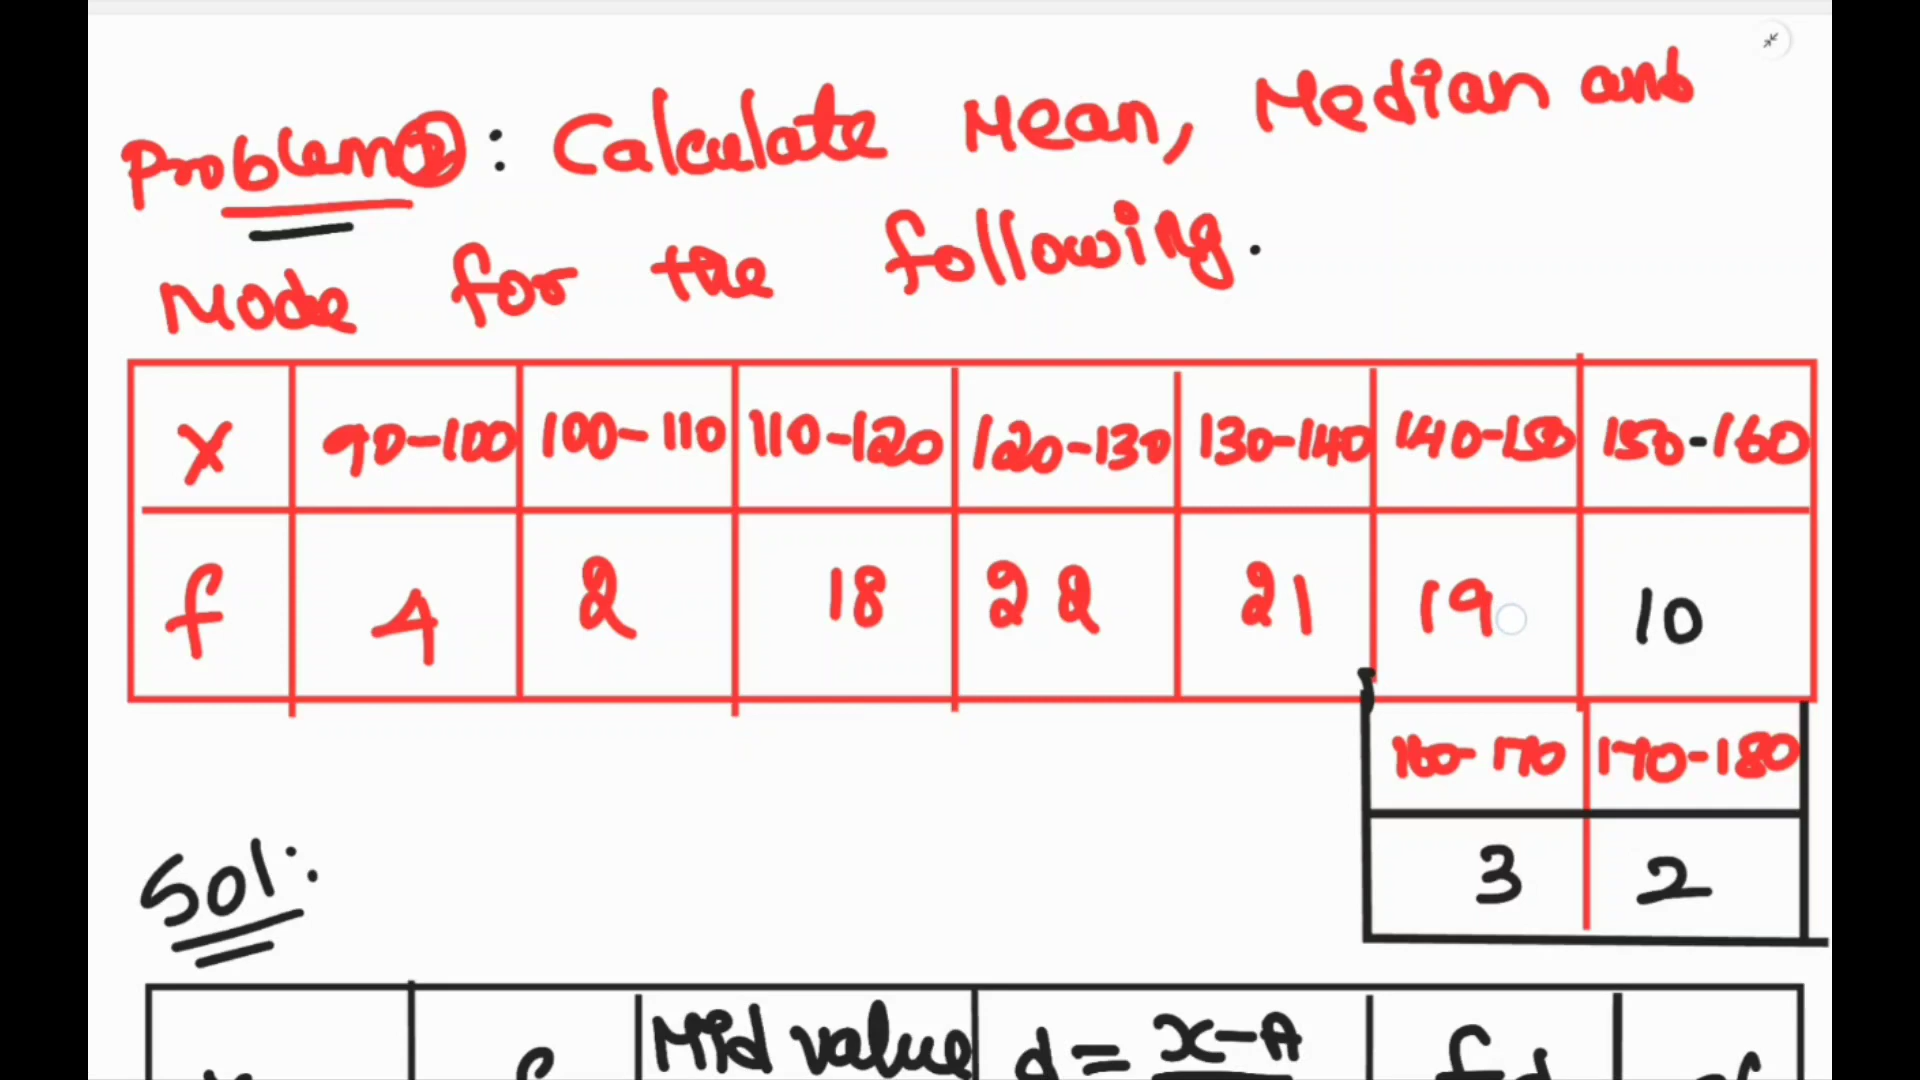 Problem 2 : Calculate Mean, Median and
Mode for the following.
X 90-100 100-110 110-120 120-130 130-140 140-150 150-160
f 4 2 18 22 21 19 10
160-170 170-180
3 2
Sol:
Mid value d = x-A fd